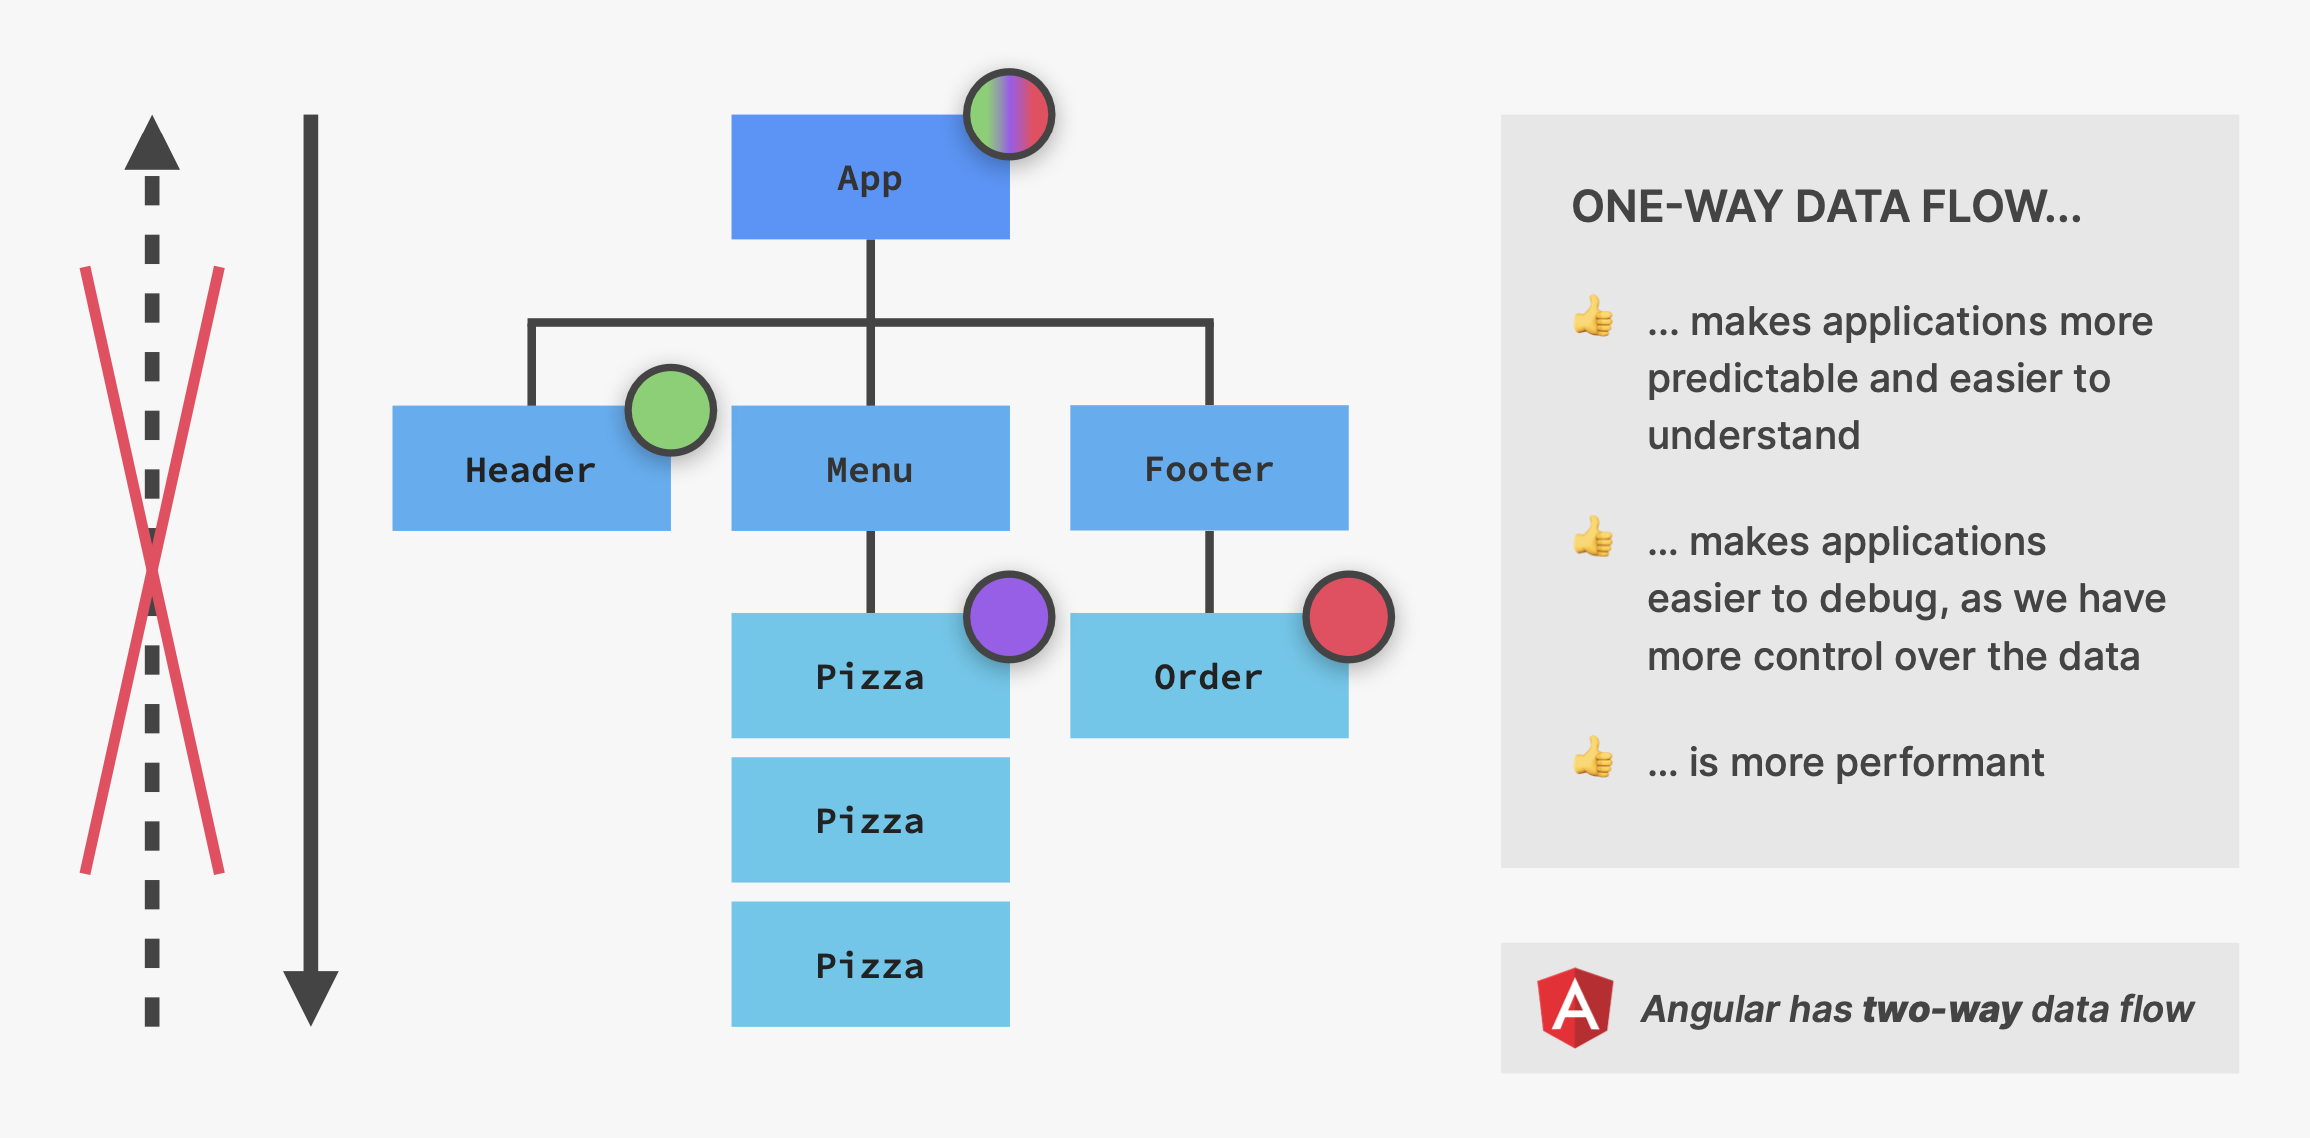 App
Header
Menu
Footer
Pizza
Order
Pizza
Pizza
ONE-WAY DATA FLOW...
... makes applications more
predictable and easier to
understand
... makes applications
easier to debug, as we have
more control over the data
... is more performant
Angular has two-way data flow